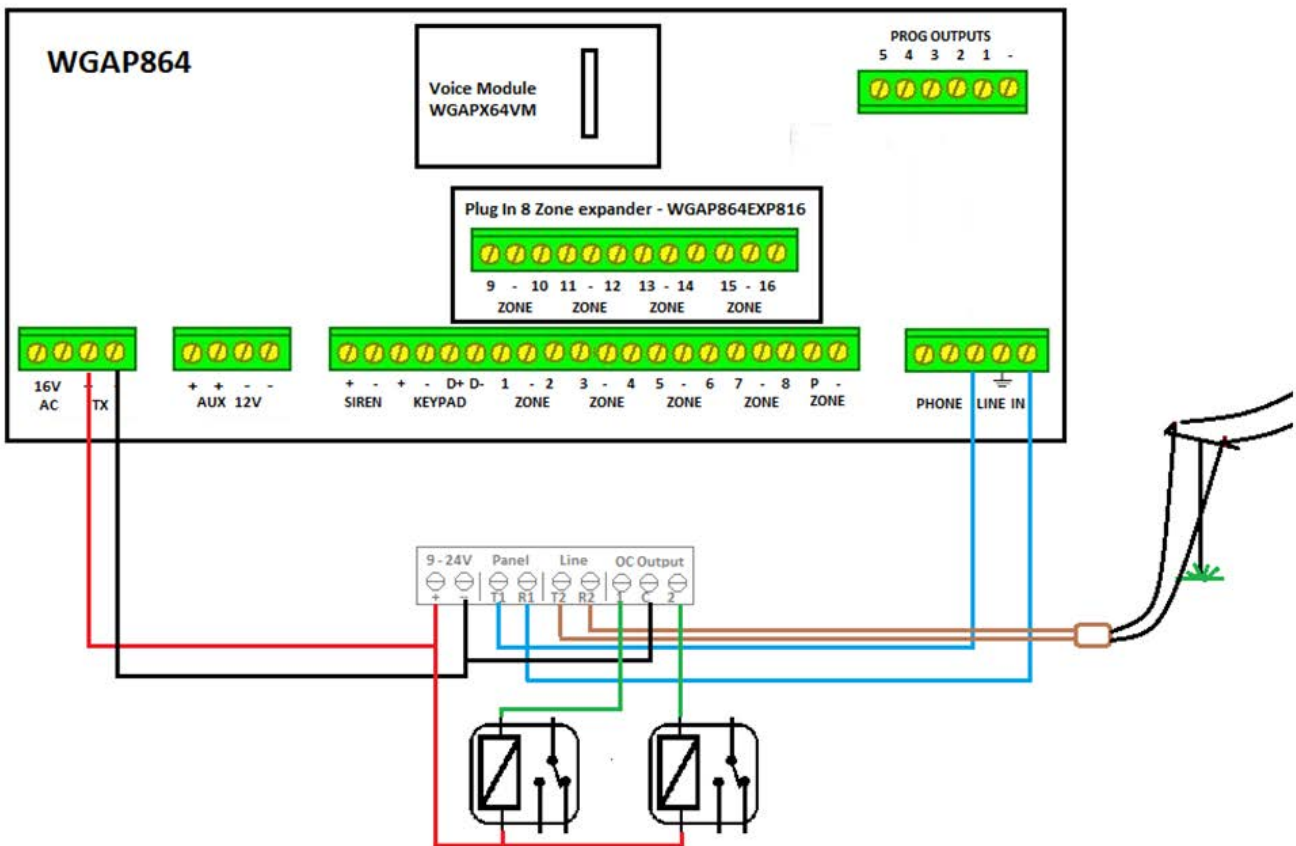 PROG OUTPUTS
5 4 3 2 1 -
WGAP864
Voice Module
WGAPX64VM
Plug In 8 Zone expander - WGAP864EXP816
9 - 10 11 - 12 13 - 14 15 - 16
ZONE ZONE ZONE ZONE
16V + - + + - - + - + - D+ D- 1 - 2 3 - 4 5 - 6 7 - 8 P -
AC TX AUX 12V SIREN KEYPAD ZONE ZONE ZONE ZONE ZONE PHONE LINE IN
9 - 24V Panel Line OC Output
+ - T1 R1 T2 R2 1 C 2